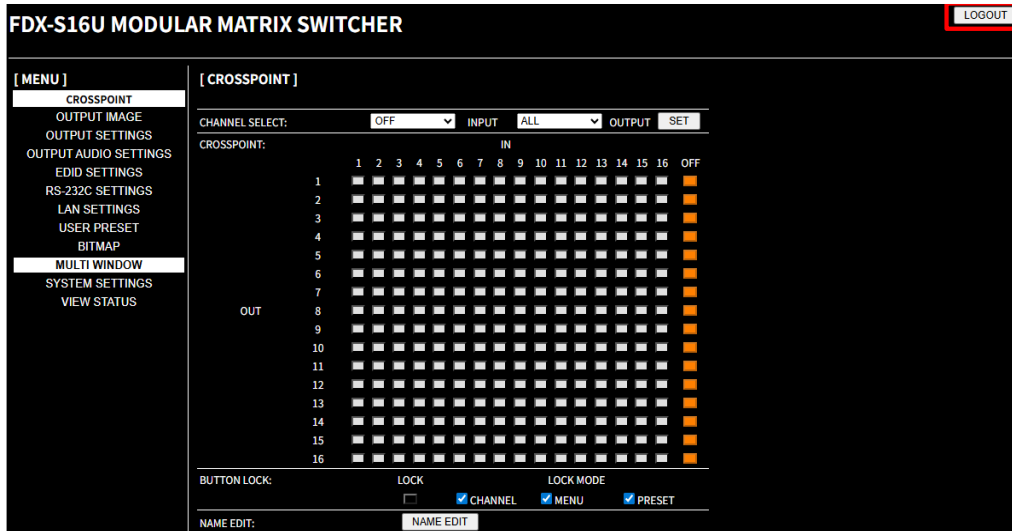 FDX-S16U MODULAR MATRIX SWITCHER
LOGOUT
[ MENU ]
CROSSPOINT
OUTPUT IMAGE
OUTPUT SETTINGS
OUTPUT AUDIO SETTINGS
EDID SETTINGS
RS-232C SETTINGS
LAN SETTINGS
USER PRESET
BITMAP
MULTI WINDOW
SYSTEM SETTINGS
VIEW STATUS
[ CROSSPOINT ]
CHANNEL SELECT: OFF INPUT ALL OUTPUT SET
CROSSPOINT: IN
1 2 3 4 5 6 7 8 9 10 11 12 13 14 15 16 OFF
1
2
3
4
5
6
7
OUT 8
9
10
11
12
13
14
15
16
BUTTON LOCK: LOCK LOCK MODE
CHANNEL MENU PRESET
NAME EDIT: NAME EDIT